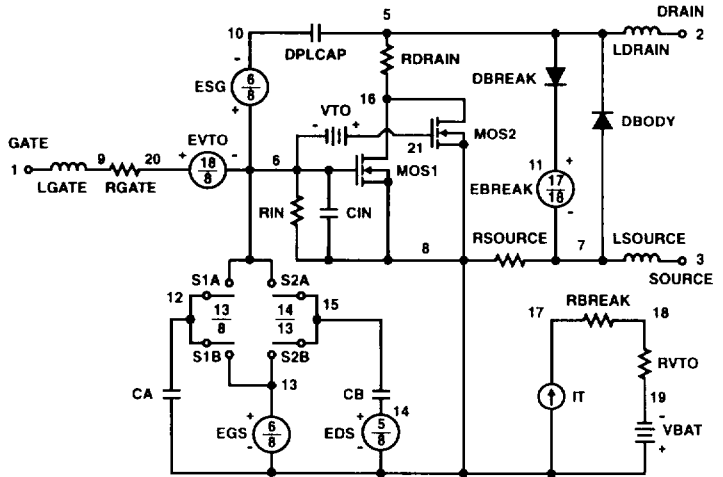 10
DPLCAP
5
DRAIN
2
LDRAIN
RDRAIN
DBREAK
-
ESG
6
8
+
16
VTO
- +
21
MOS2
DBODY
GATE
1
LGATE
9
RGATE
20
EVTO
+ 18 -
8
6
MOS1
11 +
EBREAK
17
18
-
RIN
CIN
8
RSOURCE
7
LSOURCE
3
SOURCE
S1A
S2A
12
13
8
14
13
15
S1B
S2B
13
CA
CB
14
+
EGS
6
8
-
+
EDS
5
8
-
17
RBREAK
18
RVTO
IT
19
-
VBAT
+